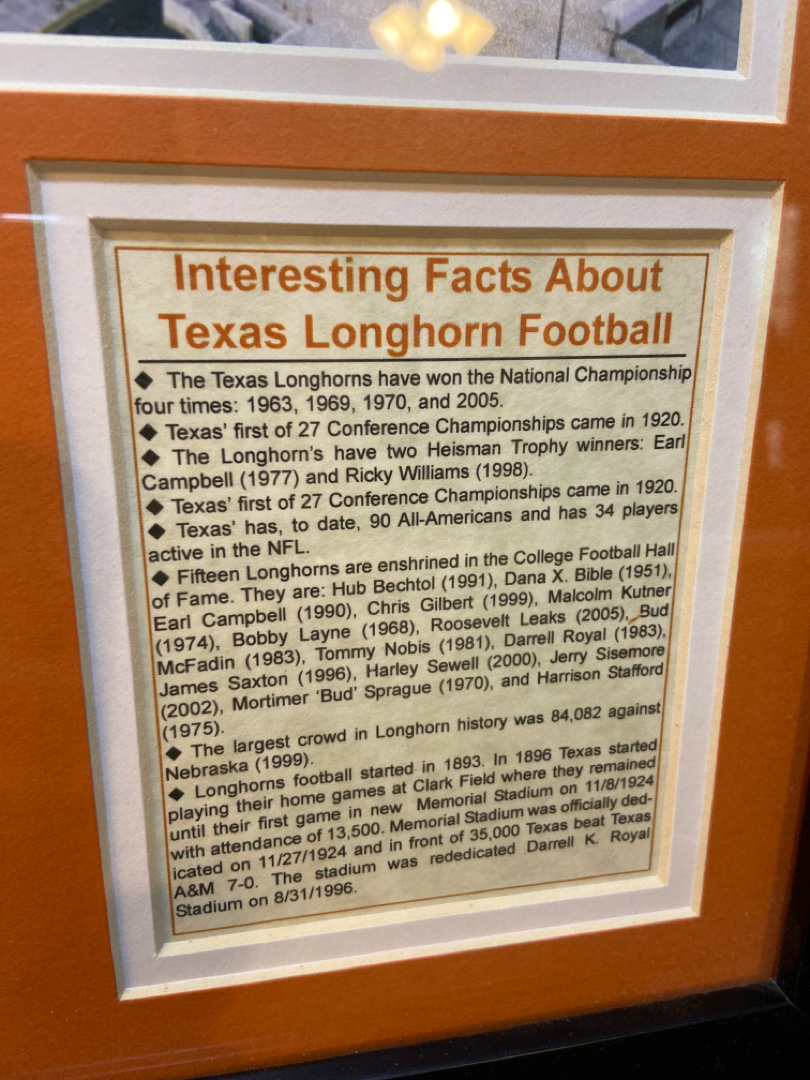 Interesting Facts About
Texas Longhorn Football
◆ The Texas Longhorns have won the National Championship
four times: 1963, 1969, 1970, and 2005.
◆ Texas' first of 27 Conference Championships came in 1920.
◆ The Longhorn's have two Heisman Trophy winners: Earl
Campbell (1977) and Ricky Williams (1998).
◆ Texas' first of 27 Conference Championships came in 1920.
◆ Texas' has, to date, 90 All-Americans and has 34 players
active in the NFL.
◆ Fifteen Longhorns are enshrined in the College Football Hall
of Fame. They are: Hub Bechtol (1991), Dana X. Bible (1951),
Earl Campbell (1990), Chris Gilbert (1999), Malcolm Kutner
(1974), Bobby Layne (1968), Roosevelt Leaks (2005), Bud
McFadin (1983), Tommy Nobis (1981), Darrell Royal (1983),
James Saxton (1996), Harley Sewell (2000), Jerry Sisemore
(2002), Mortimer 'Bud' Sprague (1970), and Harrison Stafford
(1975).
◆ The largest crowd in Longhorn history was 84,082 against
Nebraska (1999).
◆ Longhorns football started in 1893. In 1896 Texas started
playing their home games at Clark Field where they remained
until their first game in new Memorial Stadium on 11/8/1924
with attendance of 13,500. Memorial Stadium was officially ded-
icated on 11/27/1924 and in front of 35,000 Texas beat Texas
A&M 7-0. The stadium was rededicated Darrell K. Royal
Stadium on 8/31/1996.